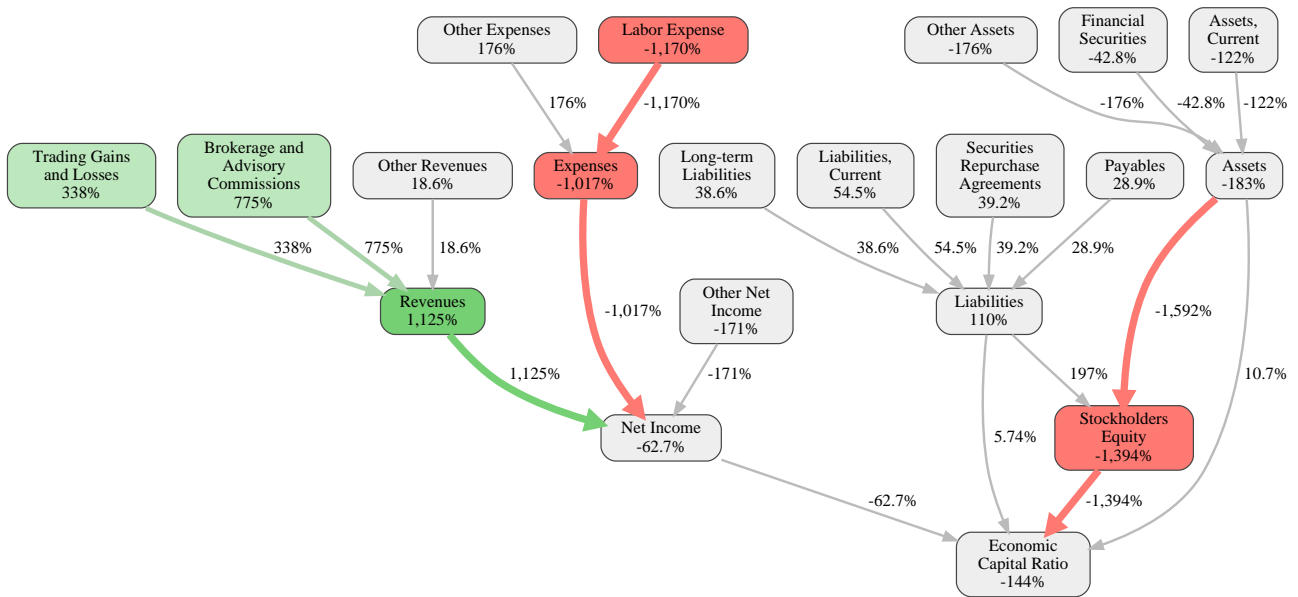 Other Expenses
176%
Labor Expense
-1,170%
Other Assets
-176%
Financial
Securities
-42.8%
Assets,
Current
-122%
176%
-1,170%
-176%
-42.8%
-122%
Trading Gains
and Losses
338%
Brokerage and
Advisory
Commissions
775%
Other Revenues
18.6%
Expenses
-1,017%
Long-term
Liabilities
38.6%
Liabilities,
Current
54.5%
Securities
Repurchase
Agreements
39.2%
Payables
28.9%
Assets
-183%
338%
775%
18.6%
38.6%
54.5%
39.2%
28.9%
Revenues
1,125%
-1,017%
Other Net
Income
-171%
Liabilities
110%
-1,592%
1,125%
-171%
197%
10.7%
Net Income
-62.7%
5.74%
Stockholders
Equity
-1,394%
-62.7%
-1,394%
Economic
Capital Ratio
-144%